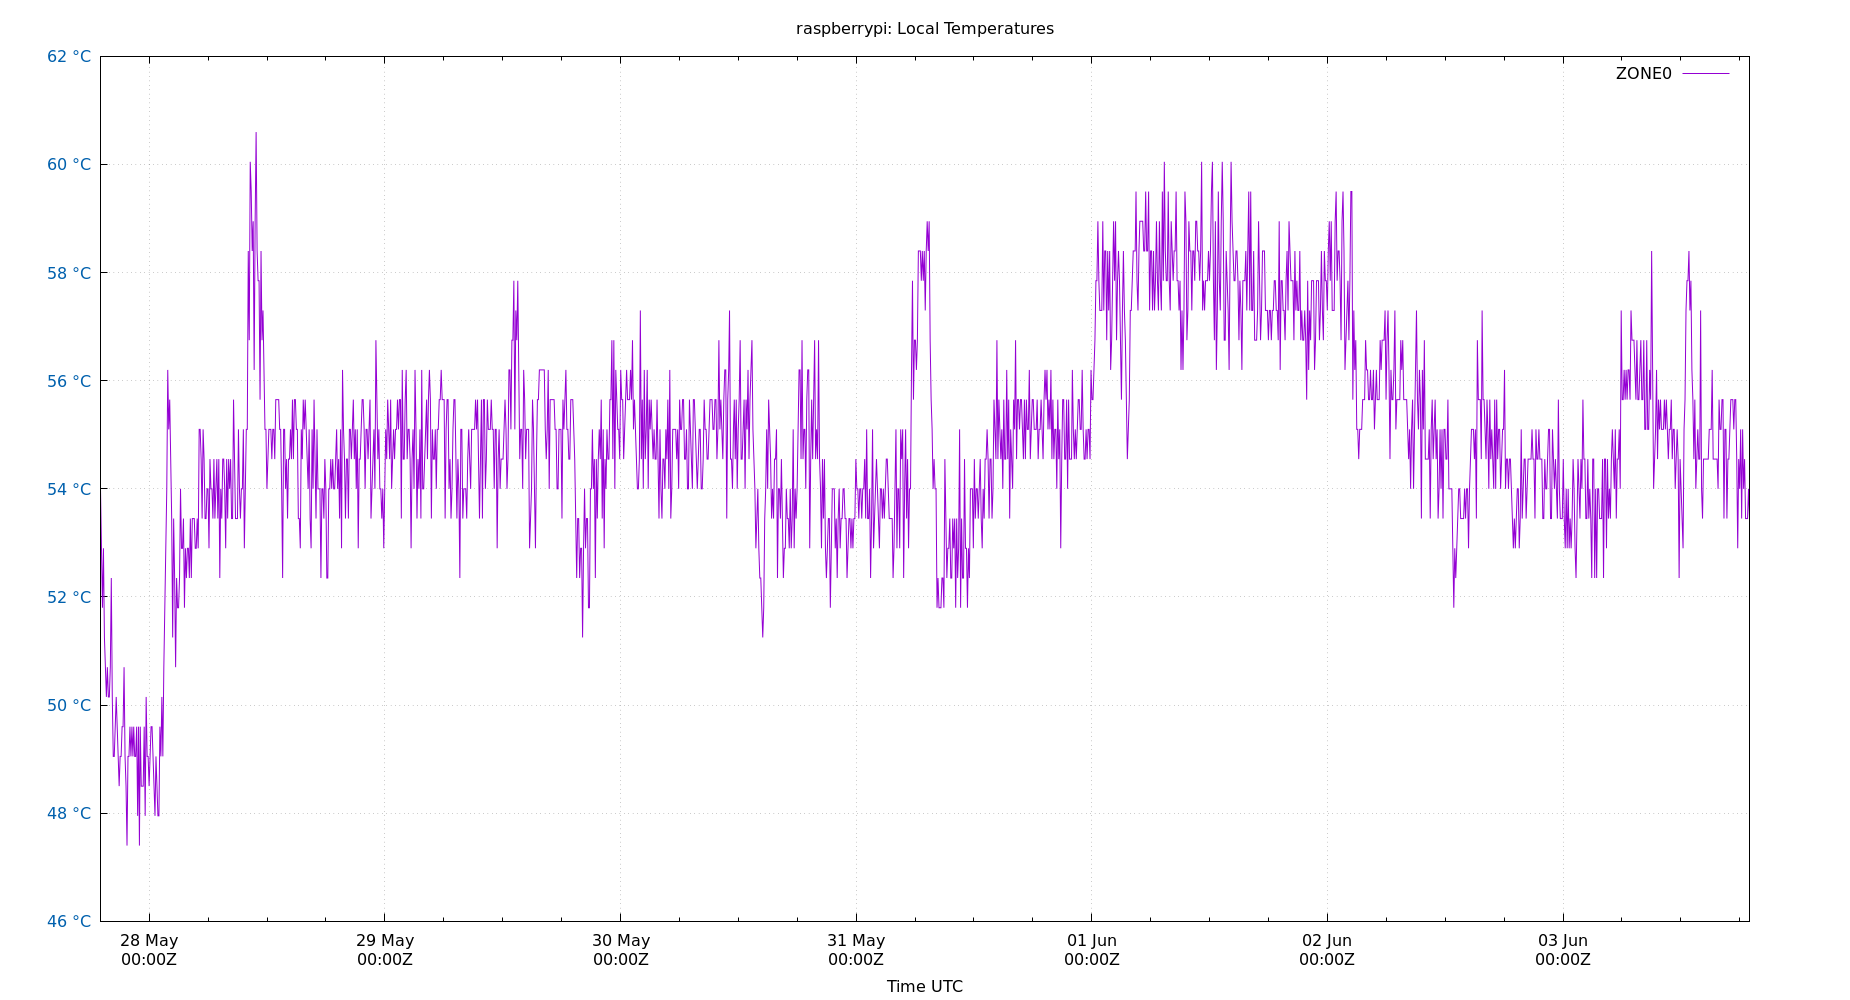 raspberrypi: Local Temperatures
62 °C
ZONE0
60 °C
58 °C
56 °C
54 °C
52 °C
50 °C
48 °C
46 °C
28 May 29 May 30 May 31 May 01 Jun 02 Jun 03 Jun
00:00Z 00:00Z 00:00Z 00:00Z 00:00Z 00:00Z 00:00Z
Time UTC